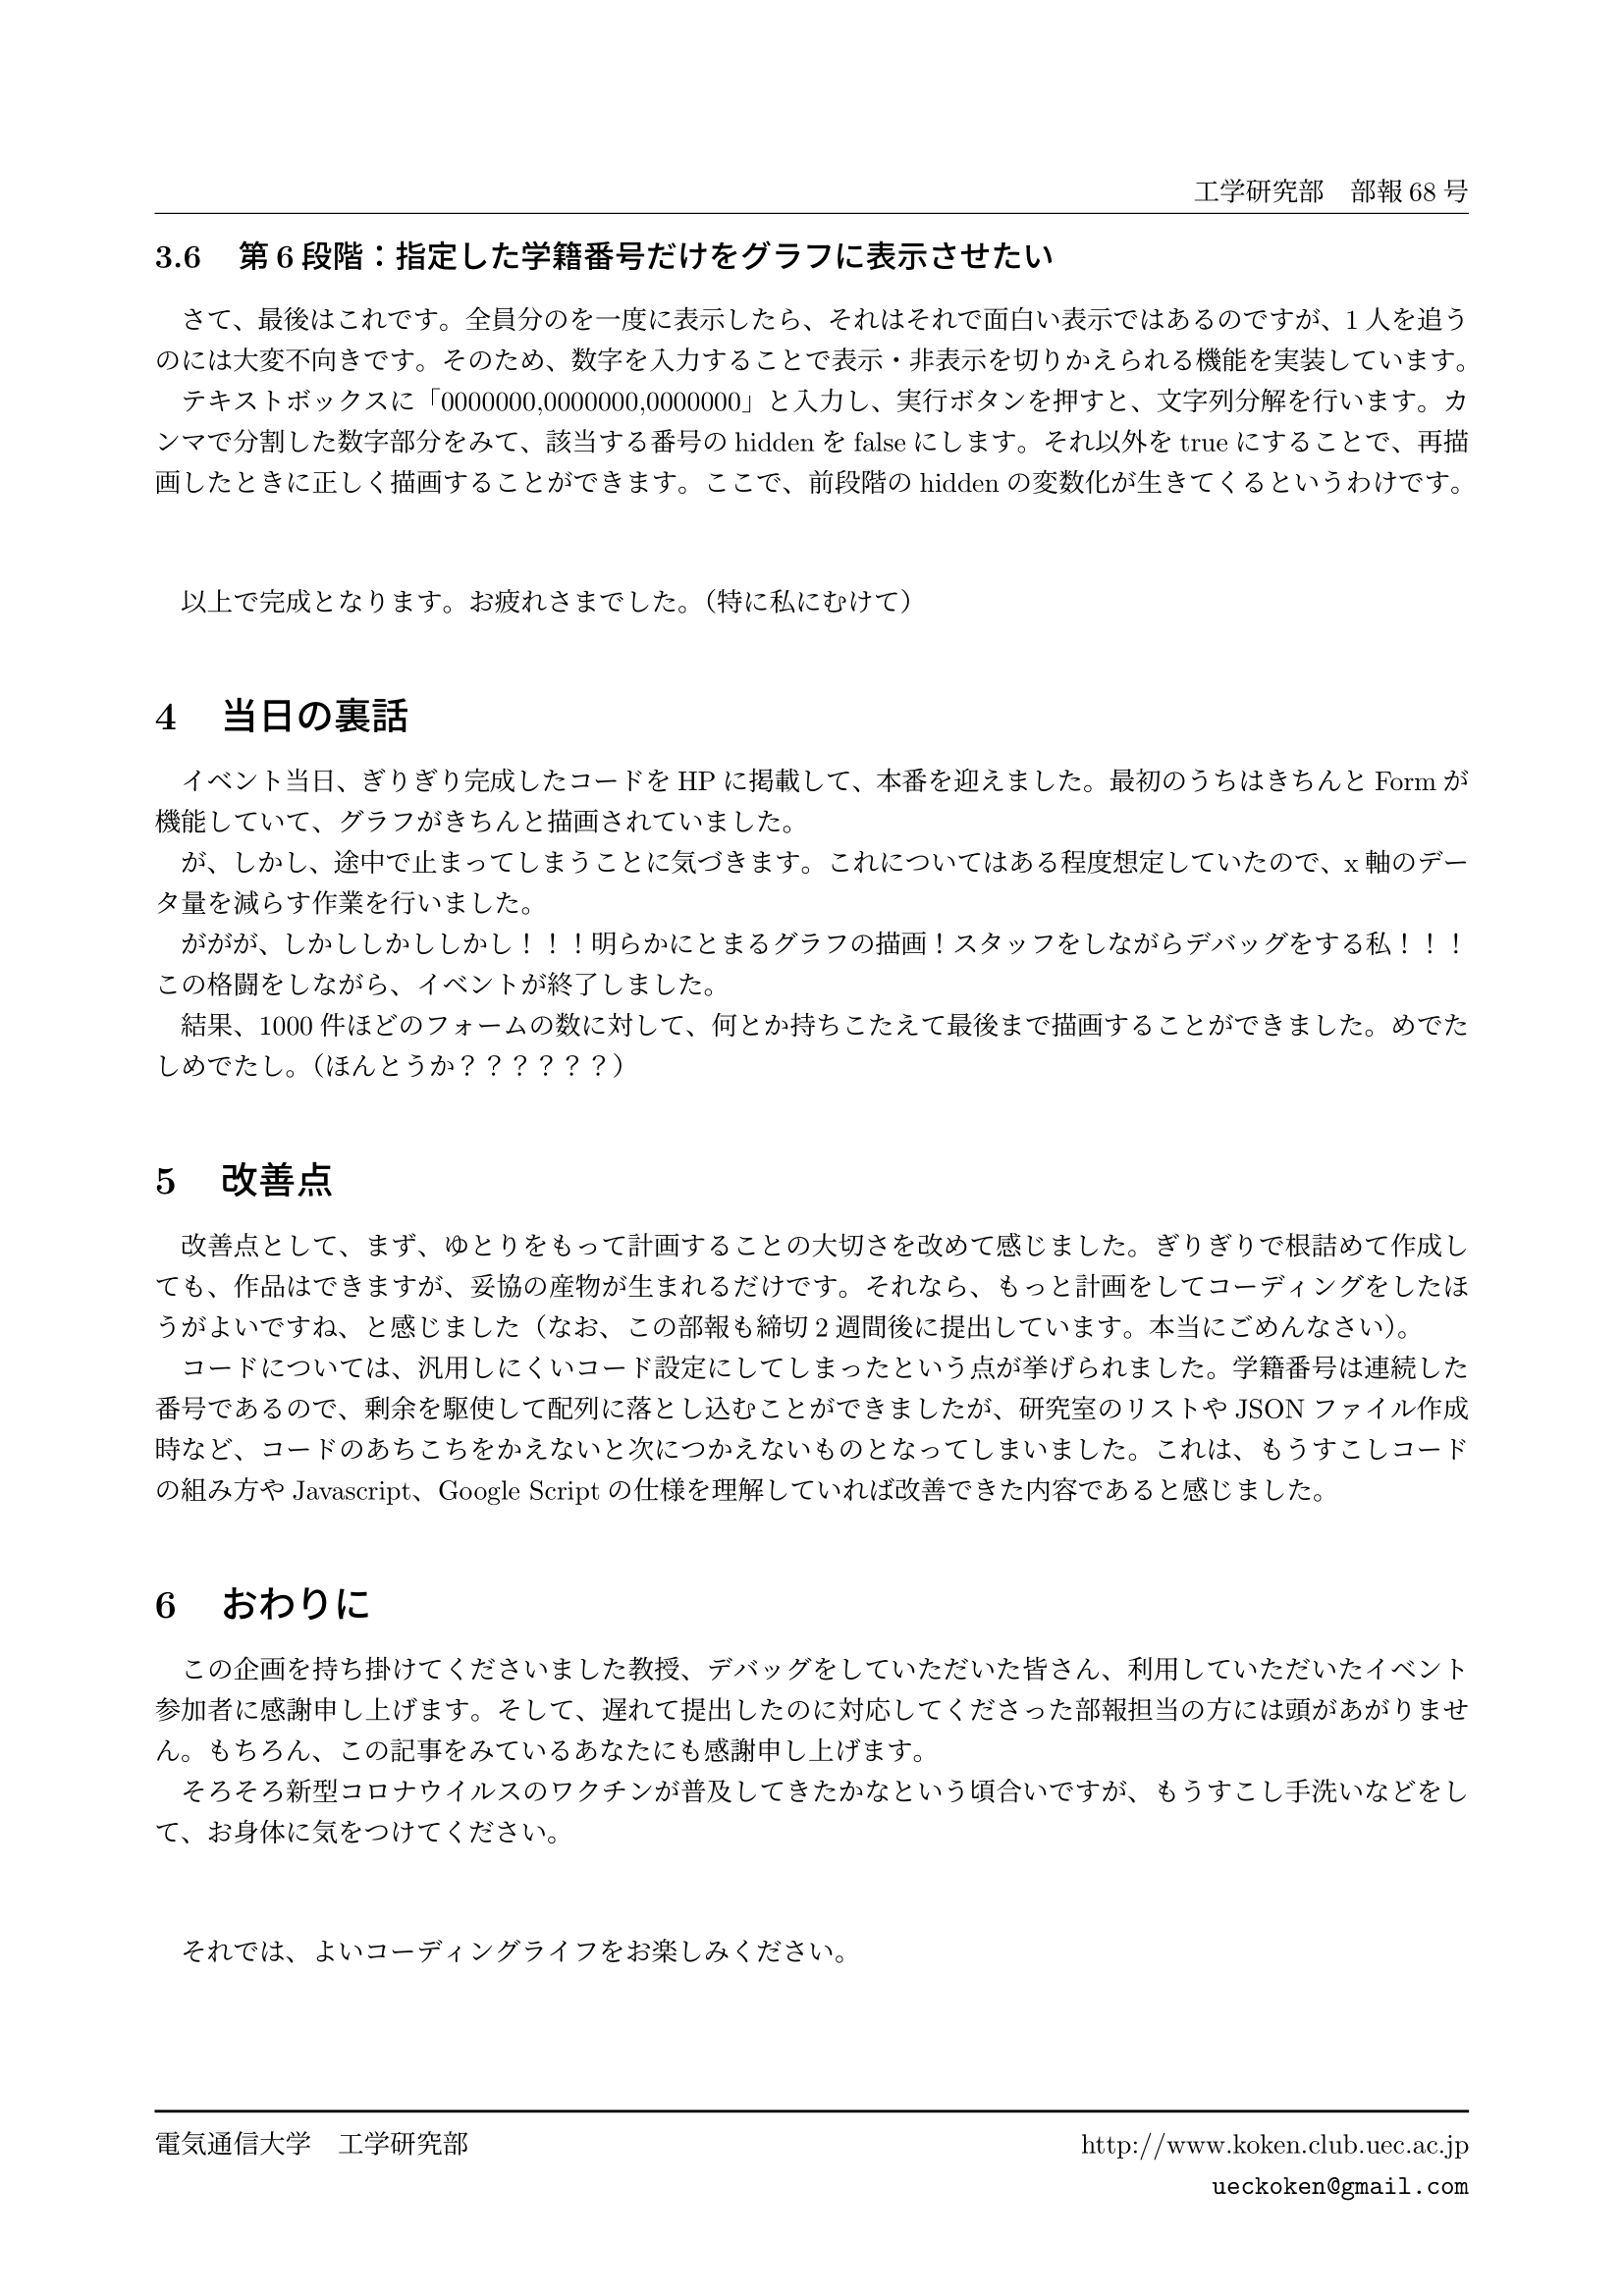 工学研究部　部報 68 号
3.6　第 6 段階：指定した学籍番号だけをグラフに表示させたい
さて、最後はこれです。全員分のを一度に表示したら、それはそれで面白い表示ではあるのですが、1 人を追う
のには大変不向きです。そのため、数字を入力することで表示・非表示を切りかえられる機能を実装しています。
テキストボックスに「0000000,0000000,0000000」と入力し、実行ボタンを押すと、文字列分解を行います。カ
ンマで分割した数字部分をみて、該当する番号の hidden を false にします。それ以外を true にすることで、再描
画したときに正しく描画することができます。ここで、前段階の hidden の変数化が生きてくるというわけです。
以上で完成となります。お疲れさまでした。（特に私にむけて）
4　当日の裏話
イベント当日、ぎりぎり完成したコードを HP に掲載して、本番を迎えました。最初のうちはきちんと Form が
機能していて、グラフがきちんと描画されていました。
が、しかし、途中で止まってしまうことに気づきます。これについてはある程度想定していたので、x 軸のデー
タ量を減らす作業を行いました。
ががが、しかししかししかし！！！明らかにとまるグラフの描画！スタッフをしながらデバッグをする私！！！
この格闘をしながら、イベントが終了しました。
結果、1000 件ほどのフォームの数に対して、何とか持ちこたえて最後まで描画することができました。めでた
しめでたし。（ほんとうか？？？？？？）
5　改善点
改善点として、まず、ゆとりをもって計画することの大切さを改めて感じました。ぎりぎりで根詰めて作成し
ても、作品はできますが、妥協の産物が生まれるだけです。それなら、もっと計画をしてコーディングをしたほ
うがよいですね、と感じました（なお、この部報も締切 2 週間後に提出しています。本当にごめんなさい）。
コードについては、汎用しにくいコード設定にしてしまったという点が挙げられました。学籍番号は連続した
番号であるので、剰余を駆使して配列に落とし込むことができましたが、研究室のリストや JSON ファイル作成
時など、コードのあちこちをかえないと次につかえないものとなってしまいました。これは、もうすこしコード
の組み方や Javascript、Google Script の仕様を理解していれば改善できた内容であると感じました。
6　おわりに
この企画を持ち掛けてくださいました教授、デバッグをしていただいた皆さん、利用していただいたイベント
参加者に感謝申し上げます。そして、遅れて提出したのに対応してくださった部報担当の方には頭があがりませ
ん。もちろん、この記事をみているあなたにも感謝申し上げます。
そろそろ新型コロナウイルスのワクチンが普及してきたかなという頃合いですが、もうすこし手洗いなどをし
て、お身体に気をつけてください。
それでは、よいコーディングライフをお楽しみください。
電気通信大学　工学研究部
http://www.koken.club.uec.ac.jp
ueckoken@gmail.com